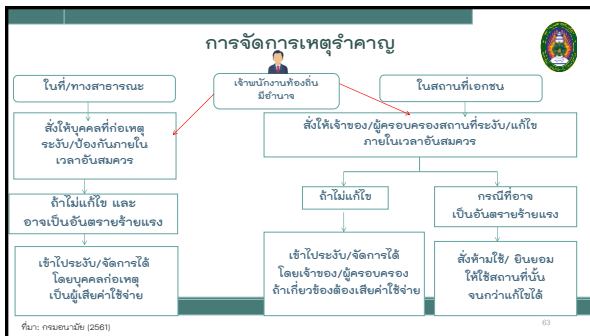 การจัดการเหตุรำคาญ
ในที่/ทางสาธารณะ
เจ้าพนักงานท้องถิ่น
มีอำนาจ
ในสถานที่เอกชน
สั่งให้บุคคลที่ก่อเหตุ
ระงับ/ป้องกันภายใน
เวลาอันสมควร
สั่งให้เจ้าของ/ผู้ครอบครองสถานที่ระงับ/แก้ไข
ภายในเวลาอันสมควร
ถ้าไม่แก้ไข และ
อาจเป็นอันตรายร้ายแรง
ถ้าไม่แก้ไข
กรณีที่อาจ
เป็นอันตรายร้ายแรง
เข้าไประงับ/จัดการได้
โดยบุคคลก่อเหตุ
เป็นผู้เสียค่าใช้จ่าย
เข้าไประงับ/จัดการได้
โดยเจ้าของ/ผู้ครอบครอง
ถ้าเกี่ยวข้องต้องเสียค่าใช้จ่าย
สั่งห้ามใช้/ ยินยอม
ให้ใช้สถานที่นั้น
จนกว่าแก้ไขได้
ที่มา: กรมอนามัย (2561)
63